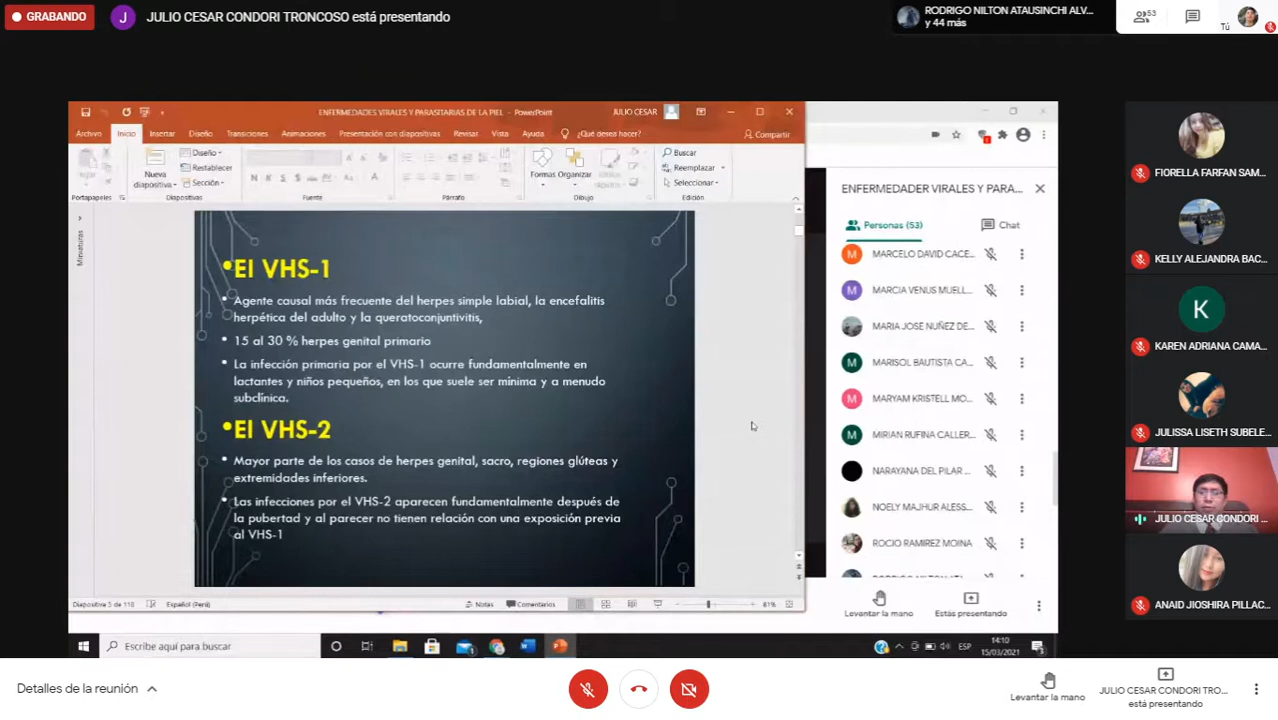 GRABANDO
J
JULIO CESAR CONDORI TRONCOSO está presentando
RODRIGO NILTON ATAUSINCHI ALV...
y 44 más
53
Tú
ENFERMEDADES VIRALES Y PARASITARIAS DE LA PIEL - PowerPoint
JULIO CESAR
Archivo
Inicio
Insertar
Diseño
Transiciones
Animaciones
Presentación con diapositivas
Revisar
Vista
Ayuda
¿Qué desea hacer?
Compartir
Pegar
Nueva
diapositiva
Diseño
Restablecer
Sección
Formas
Organizar
Estilos
rápidos
Buscar
Reemplazar
Seleccionar
Portapapeles
Diapositivas
Fuente
Párrafo
Dibujo
Edición
Miniaturas
•El VHS-1
• Agente causal más frecuente del herpes simple labial, la encefalitis
herpética del adulto y la queratoconjuntivitis,
• 15 al 30 % herpes genital primario
• La infección primaria por el VHS-1 ocurre fundamentalmente en
lactantes y niños pequeños, en los que suele ser mínima y a menudo
subclínica.
•El VHS-2
• Mayor parte de los casos de herpes genital, sacro, regiones glúteas y
extremidades inferiores.
• Las infecciones por el VHS-2 aparecen fundamentalmente después de
la pubertad y al parecer no tienen relación con una exposición previa
al VHS-1
Diapositiva 5 de 110
Español (Perú)
Notas
Comentarios
81%
ENFERMEDADER VIRALES Y PARA...
Personas (53)
Chat
M
MARCELO DAVID CACE...
M
MARCIA VENUS MUELL...
MARIA JOSE NUÑEZ DE...
M
MARISOL BAUTISTA CA...
M
MARYAM KRISTELL MO...
M
MIRIAN RUFINA CALLER...
NARAYANA DEL PILAR ...
NOELY MAJHUR ALESS...
ROCIO RAMIREZ MOINA
Levantar la mano
Estás presentando
Escribe aquí para buscar
ESP
14:10
15/03/2021
FIORELLA FARFAN SAM...
KELLY ALEJANDRA BAC...
K
KAREN ADRIANA CAMA...
JULISSA LISETH SUBELE...
JULIO CESAR CONDORI ...
ANAID JIOSHIRA PILLAC...
Detalles de la reunión
Levantar la mano
JULIO CESAR CONDORI TRO...
está presentando